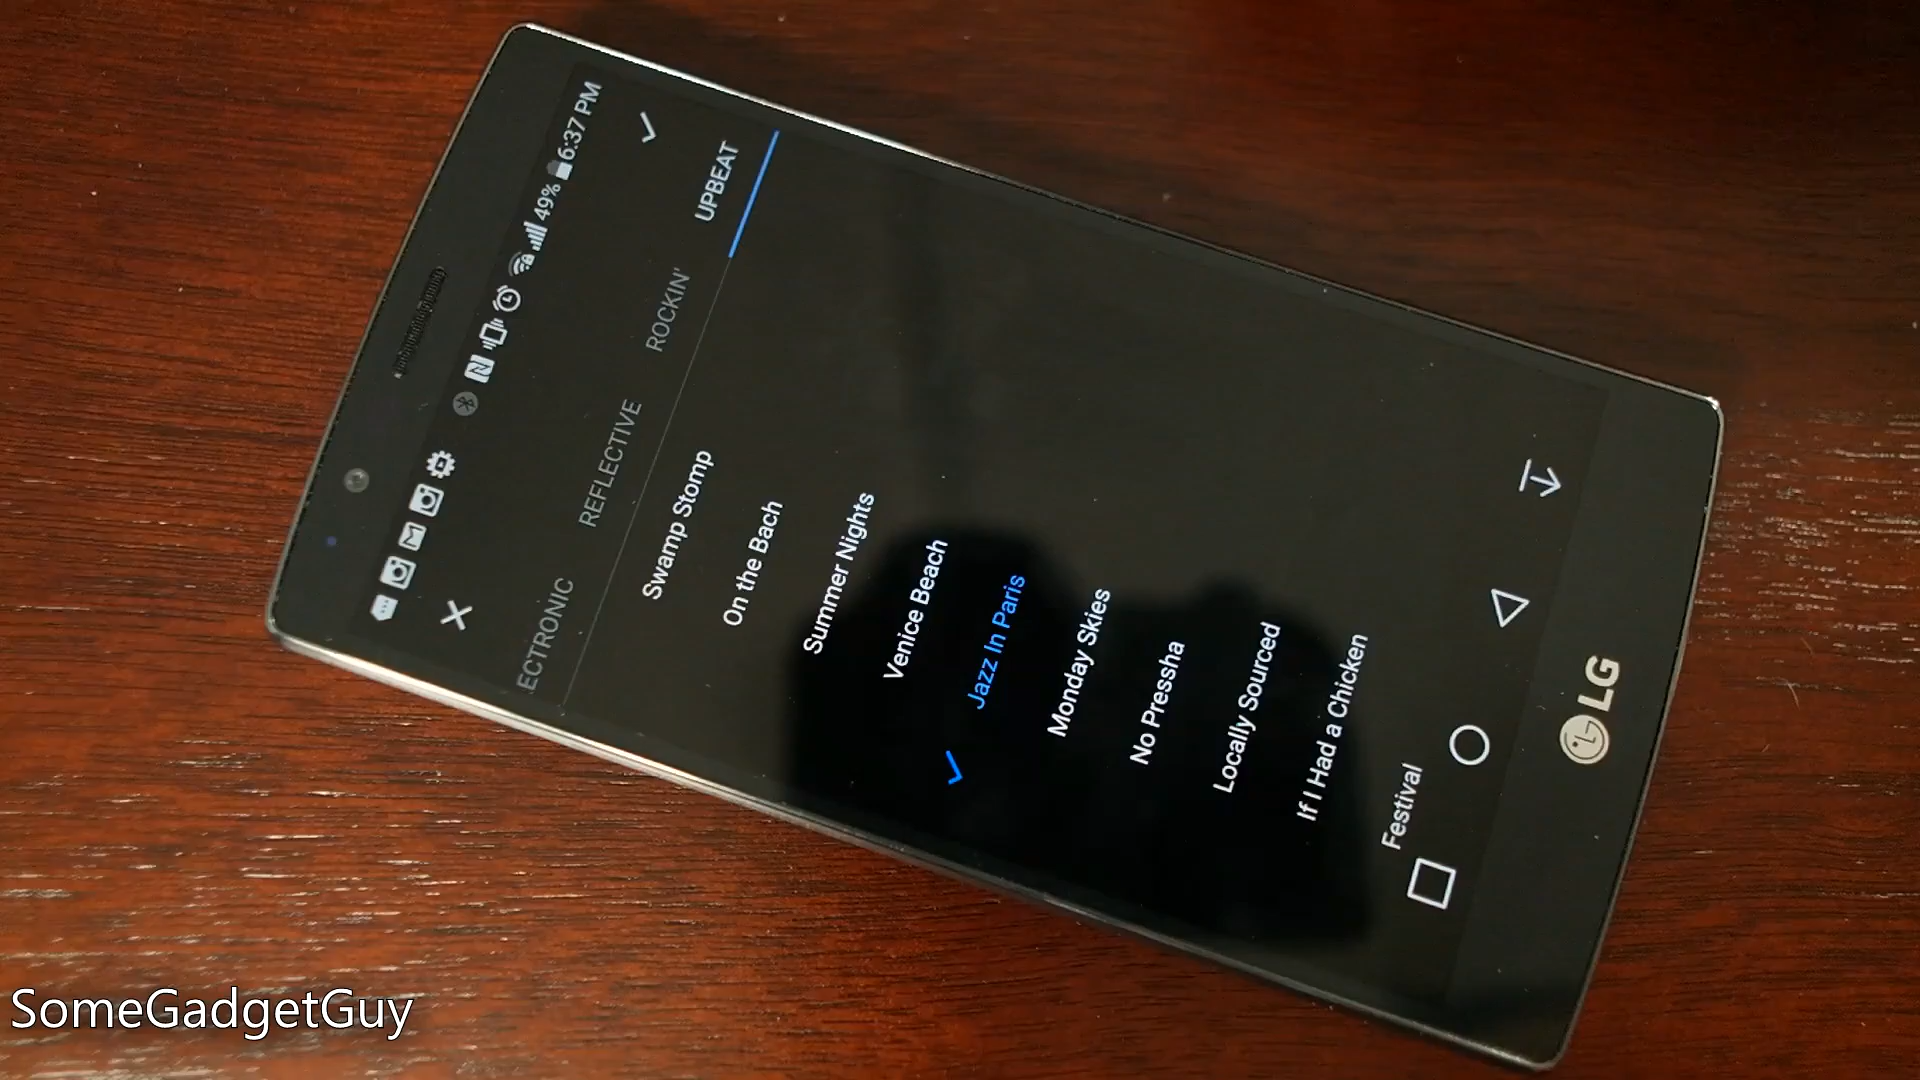 49% 6:37 PM
ECTRONIC REFLECTIVE ROCKIN' UPBEAT
Swamp Stomp
On the Bach
Summer Nights
Venice Beach
Jazz In Paris
Monday Skies
No Pressha
Locally Sourced
If I Had a Chicken
Festival
LG
SomeGadgetGuy